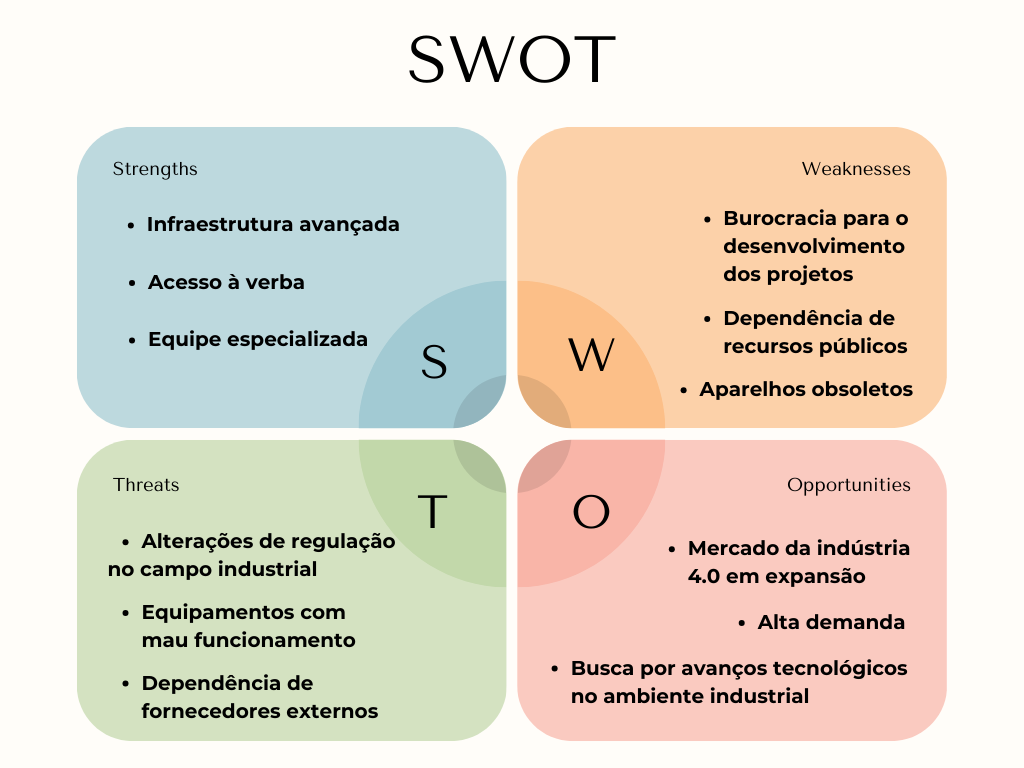 SWOT
Strengths
• Infraestrutura avançada
• Acesso à verba
• Equipe especializada
S
Weaknesses
• Burocracia para o
desenvolvimento
dos projetos
• Dependência de
recursos públicos
• Aparelhos obsoletos
W
Threats
T
• Alterações de regulação
no campo industrial
• Equipamentos com
mau funcionamento
• Dependência de
fornecedores externos
Opportunities
O
• Mercado da indústria
4.0 em expansão
• Alta demanda
• Busca por avanços tecnológicos
no ambiente industrial